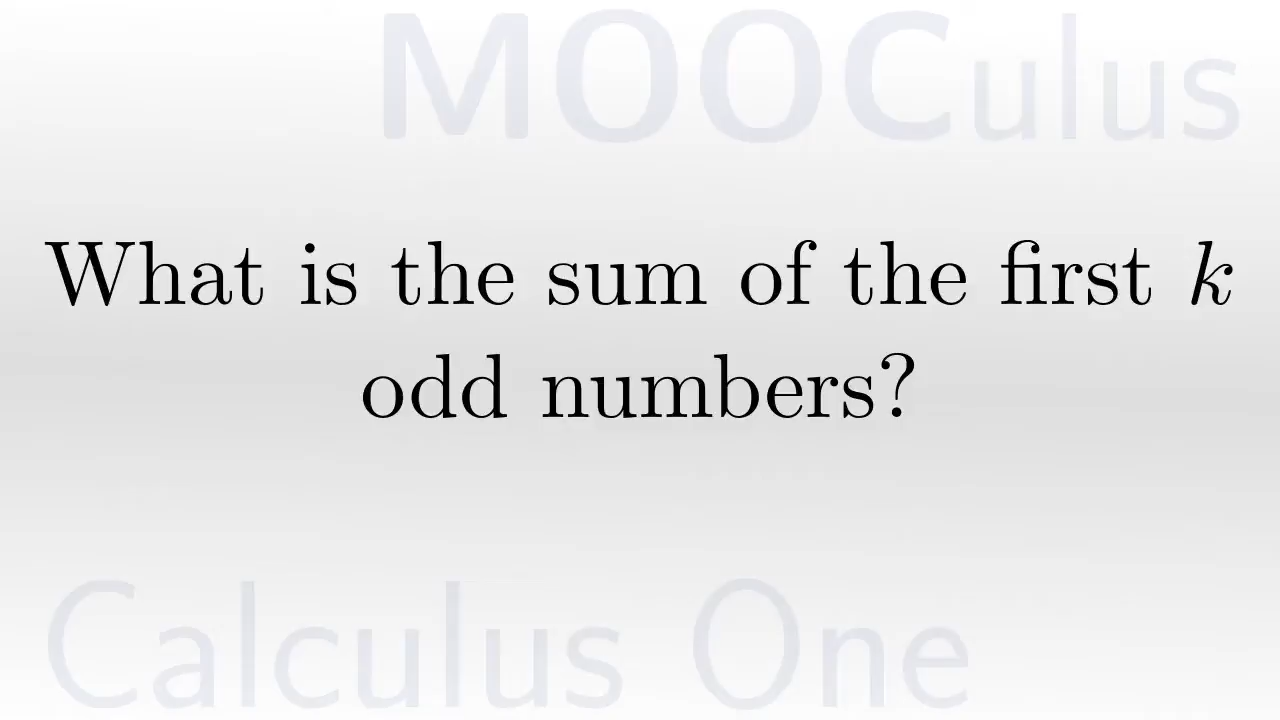 MOOCulus
What is the sum of the first k
odd numbers?
Calculus One